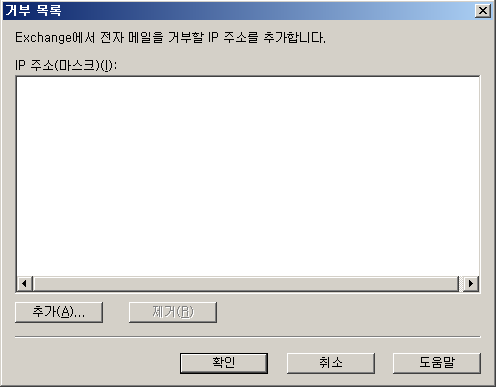 거부 목록
Exchange에서 전자 메일을 거부할 IP 주소를 추가합니다.
IP 주소(마스크)(I):
추가(A)...
제거(R)
확인
취소
도움말